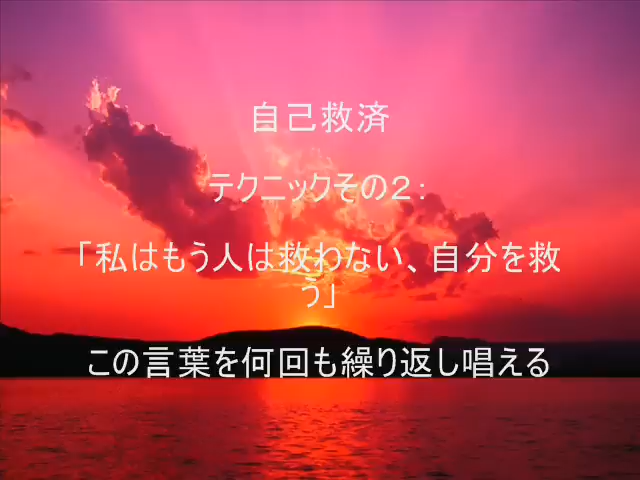 自己救済
テクニックその２：
「私はもう人は救わない、自分を救
う」
この言葉を何回も繰り返し唱える